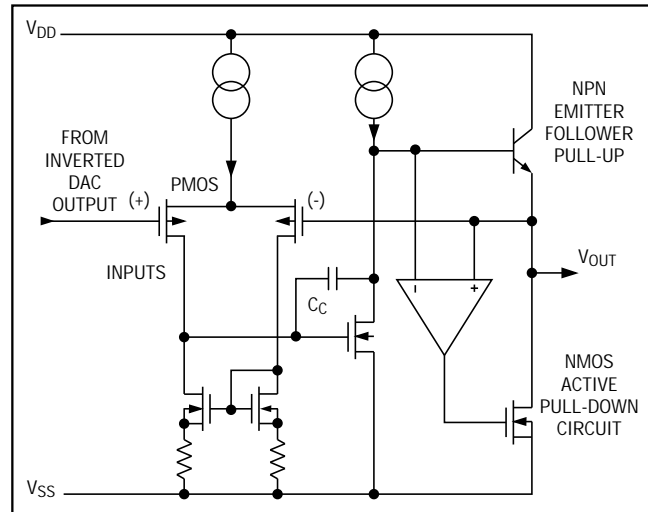 VDD
NPN
EMITTER
FOLLOWER
PULL-UP
FROM
INVERTED
DAC
OUTPUT
(+)
PMOS
(-)
INPUTS
CC
-
+
VOUT
NMOS
ACTIVE
PULL-DOWN
CIRCUIT
VSS